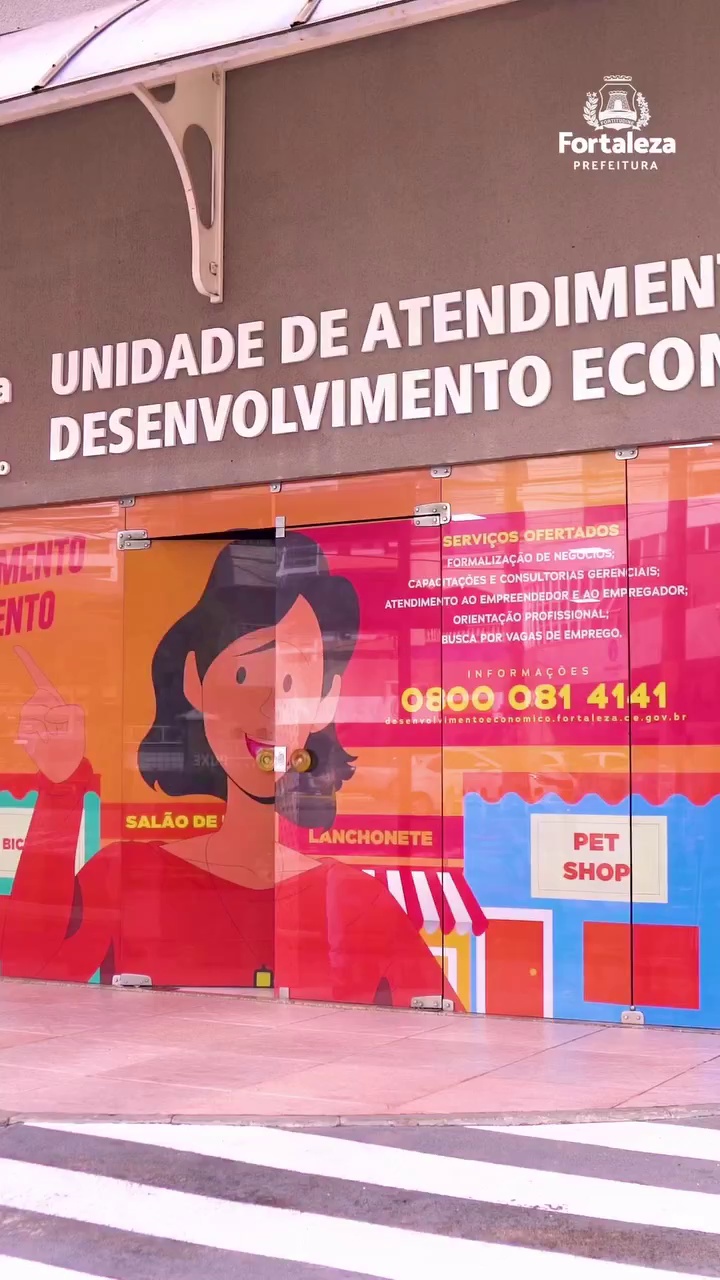 Fortaleza
PREFEITURA
UNIDADE DE ATENDIMEN
DESENVOLVIMENTO ECON
a
o
MENTO
ENTO
SERVIÇOS OFERTADOS
FORMALIZAÇÃO DE NEGÓCIOS;
CAPACITAÇÕES E CONSULTORIAS GERENCIAIS;
ATENDIMENTO AO EMPREENDEDOR E AO EMPREGADOR;
ORIENTAÇÃO PROFISSIONAL;
BUSCA POR VAGAS DE EMPREGO.
INFORMAÇÕES
0800 081 4141
desenvolvimentoeconomico.fortaleza.ce.gov.br
BIC
SALÃO DE
LANCHONETE
PET
SHOP